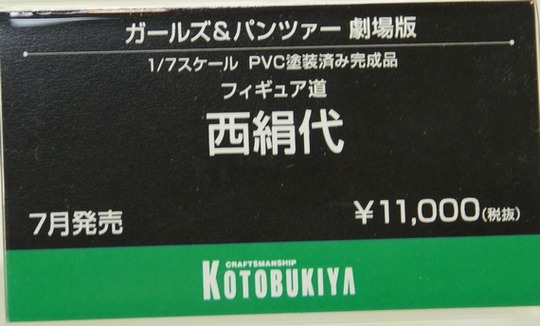 ガールズ&パンツァー 劇場版
1/7スケール PVC塗装済み完成品
フィギュア道
西絹代
7月発売 ¥11,000(税抜)
CRAFTSMANSHIP
KOTOBUKIYA